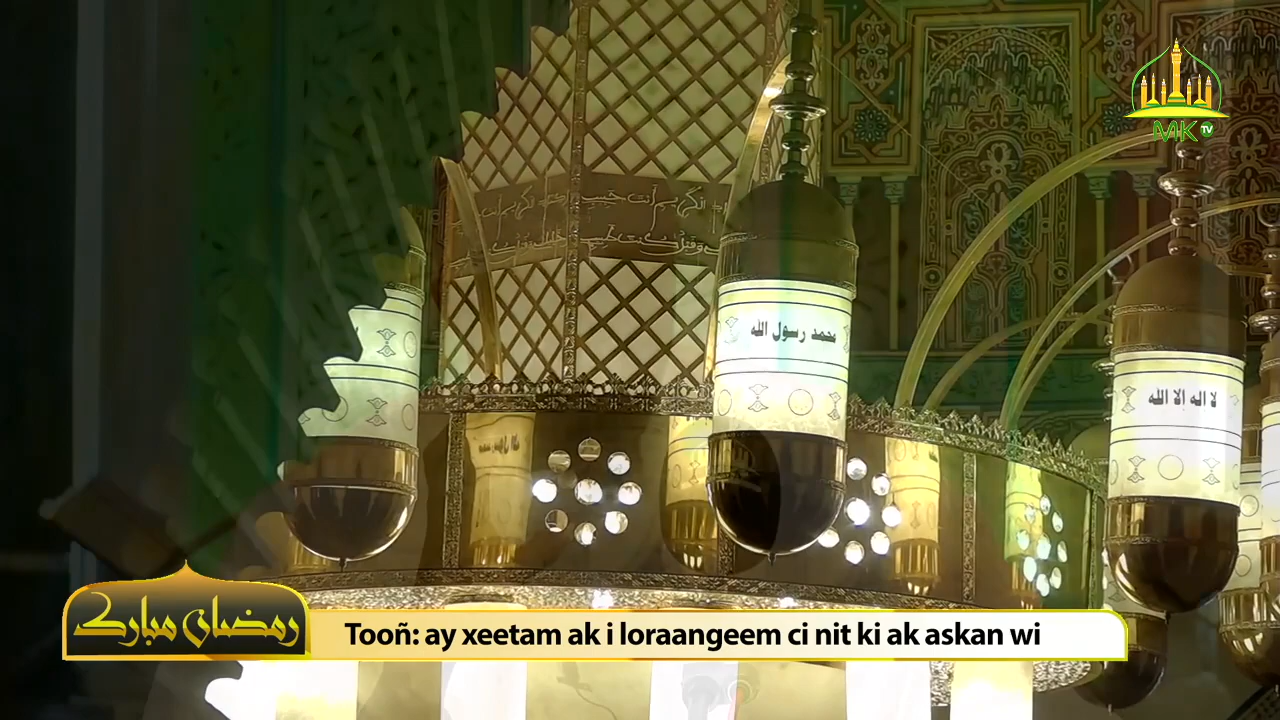 MK TV
محمد رسول الله
لا اله الا الله
رمضان مبارك
Tooñ: ay xeetam ak i loraangeem ci nit ki ak askan wi